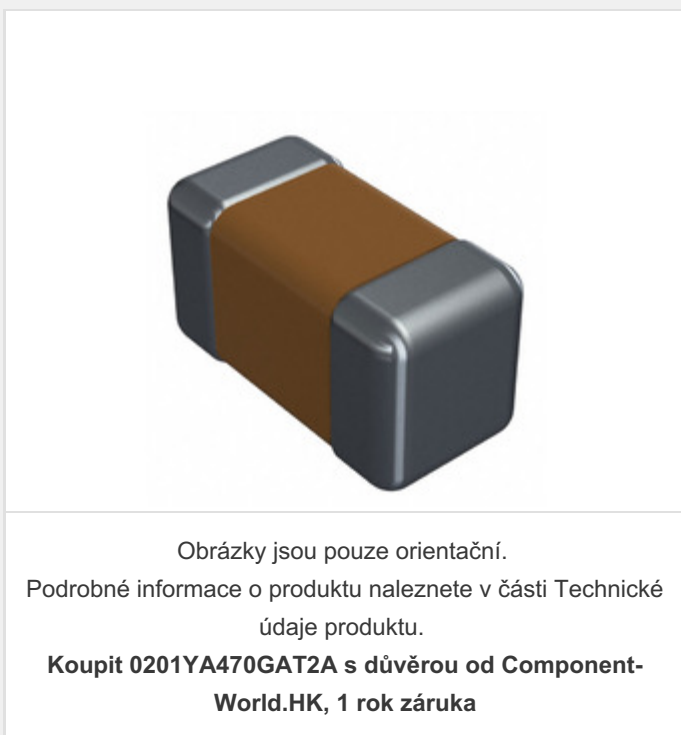 Obrázky jsou pouze orientační.
Podrobné informace o produktu naleznete v části Technické
údaje produktu.
Koupit 0201YA470GAT2A s důvěrou od Component-
World.HK, 1 rok záruka